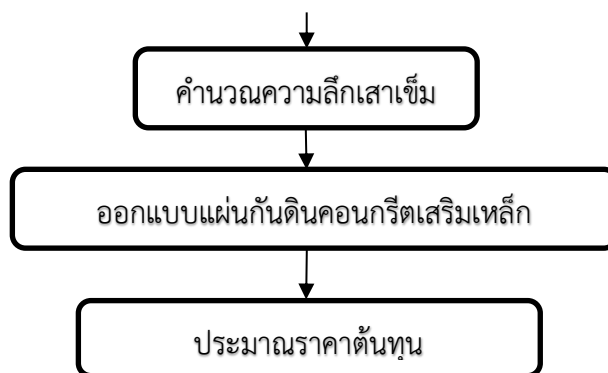 คำนวณความลึกเสาเข็ม
ออกแบบแผ่นกันดินคอนกรีตเสริมเหล็ก
ประมาณราคาต้นทุน